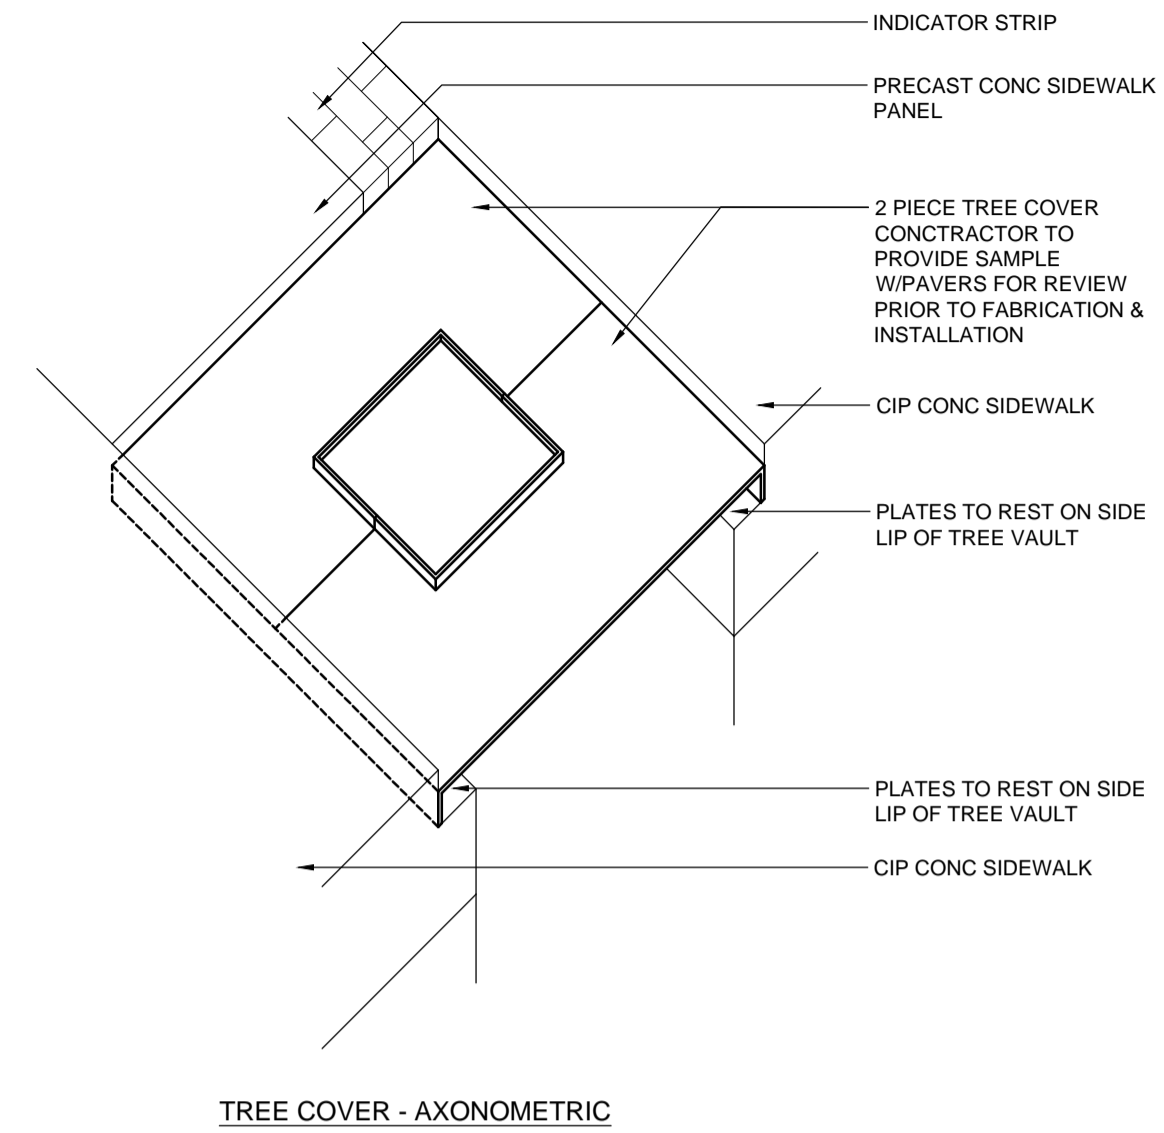 INDICATOR STRIP
PRECAST CONC SIDEWALK
PANEL
2 PIECE TREE COVER
CONCTRACTOR TO
PROVIDE SAMPLE
W/PAVERS FOR REVIEW
PRIOR TO FABRICATION &
INSTALLATION
CIP CONC SIDEWALK
PLATES TO REST ON SIDE
LIP OF TREE VAULT
PLATES TO REST ON SIDE
LIP OF TREE VAULT
CIP CONC SIDEWALK
TREE COVER - AXONOMETRIC